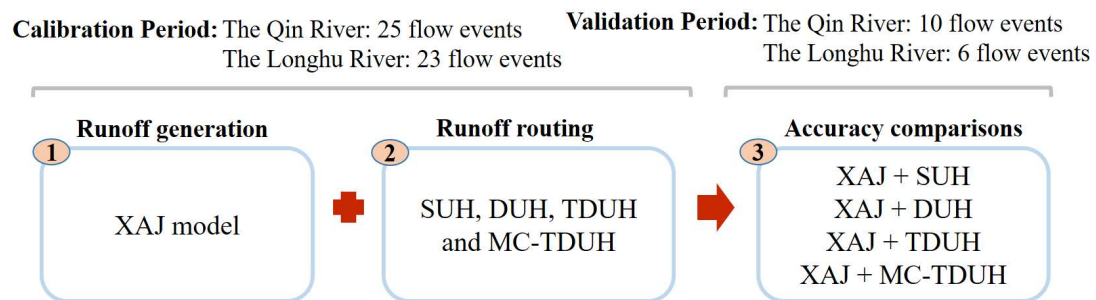 Calibration Period: The Qin River: 25 flow events
The Longhu River: 23 flow events
Validation Period: The Qin River: 10 flow events
The Longhu River: 6 flow events
Runoff generation
1
XAJ model
Runoff routing
2
SUH, DUH, TDUH
and MC-TDUH
Accuracy comparisons
3
XAJ + SUH
XAJ + DUH
XAJ + TDUH
XAJ + MC-TDUH